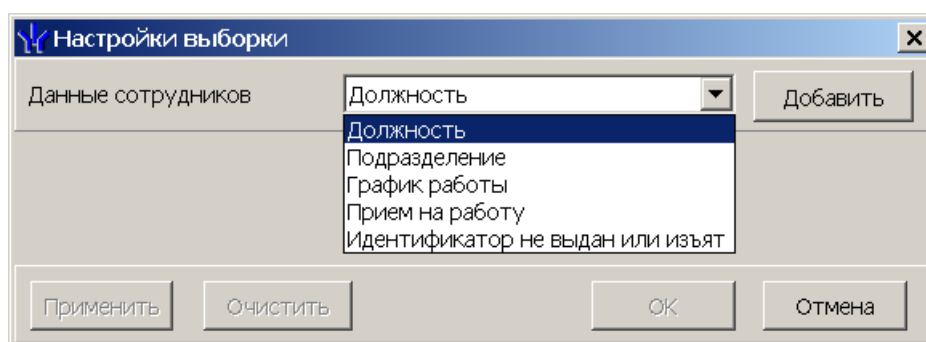 Настройки выборки
Данные сотрудников Должность Добавить
Должность
Подразделение
График работы
Прием на работу
Идентификатор не выдан или изъят
Применить Очистить OK Отмена